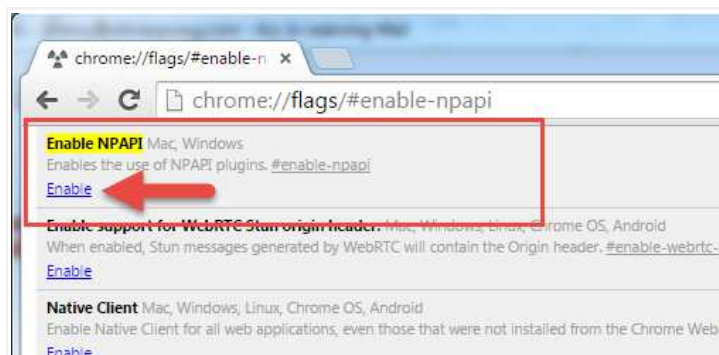 chrome://flags/#enable-n
chrome://flags/#enable-npapi
Enable NPAPI Mac, Windows
Enables the use of NPAPI plugins. #enable-npapi
Enable
Enable support for WebRTC Stun origin header. Mac, Windows, Linux, Chrome OS, Android
When enabled, Stun messages generated by WebRTC will contain the Origin header. #enable-webrtc-
Enable
Native Client Mac, Windows, Linux, Chrome OS, Android
Enable Native Client for all web applications, even those that were not installed from the Chrome Web
Enable